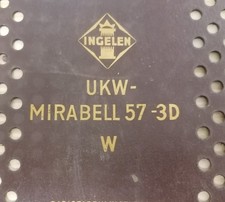 INGELEN
UKW-
MIRABELL 57-3D
W